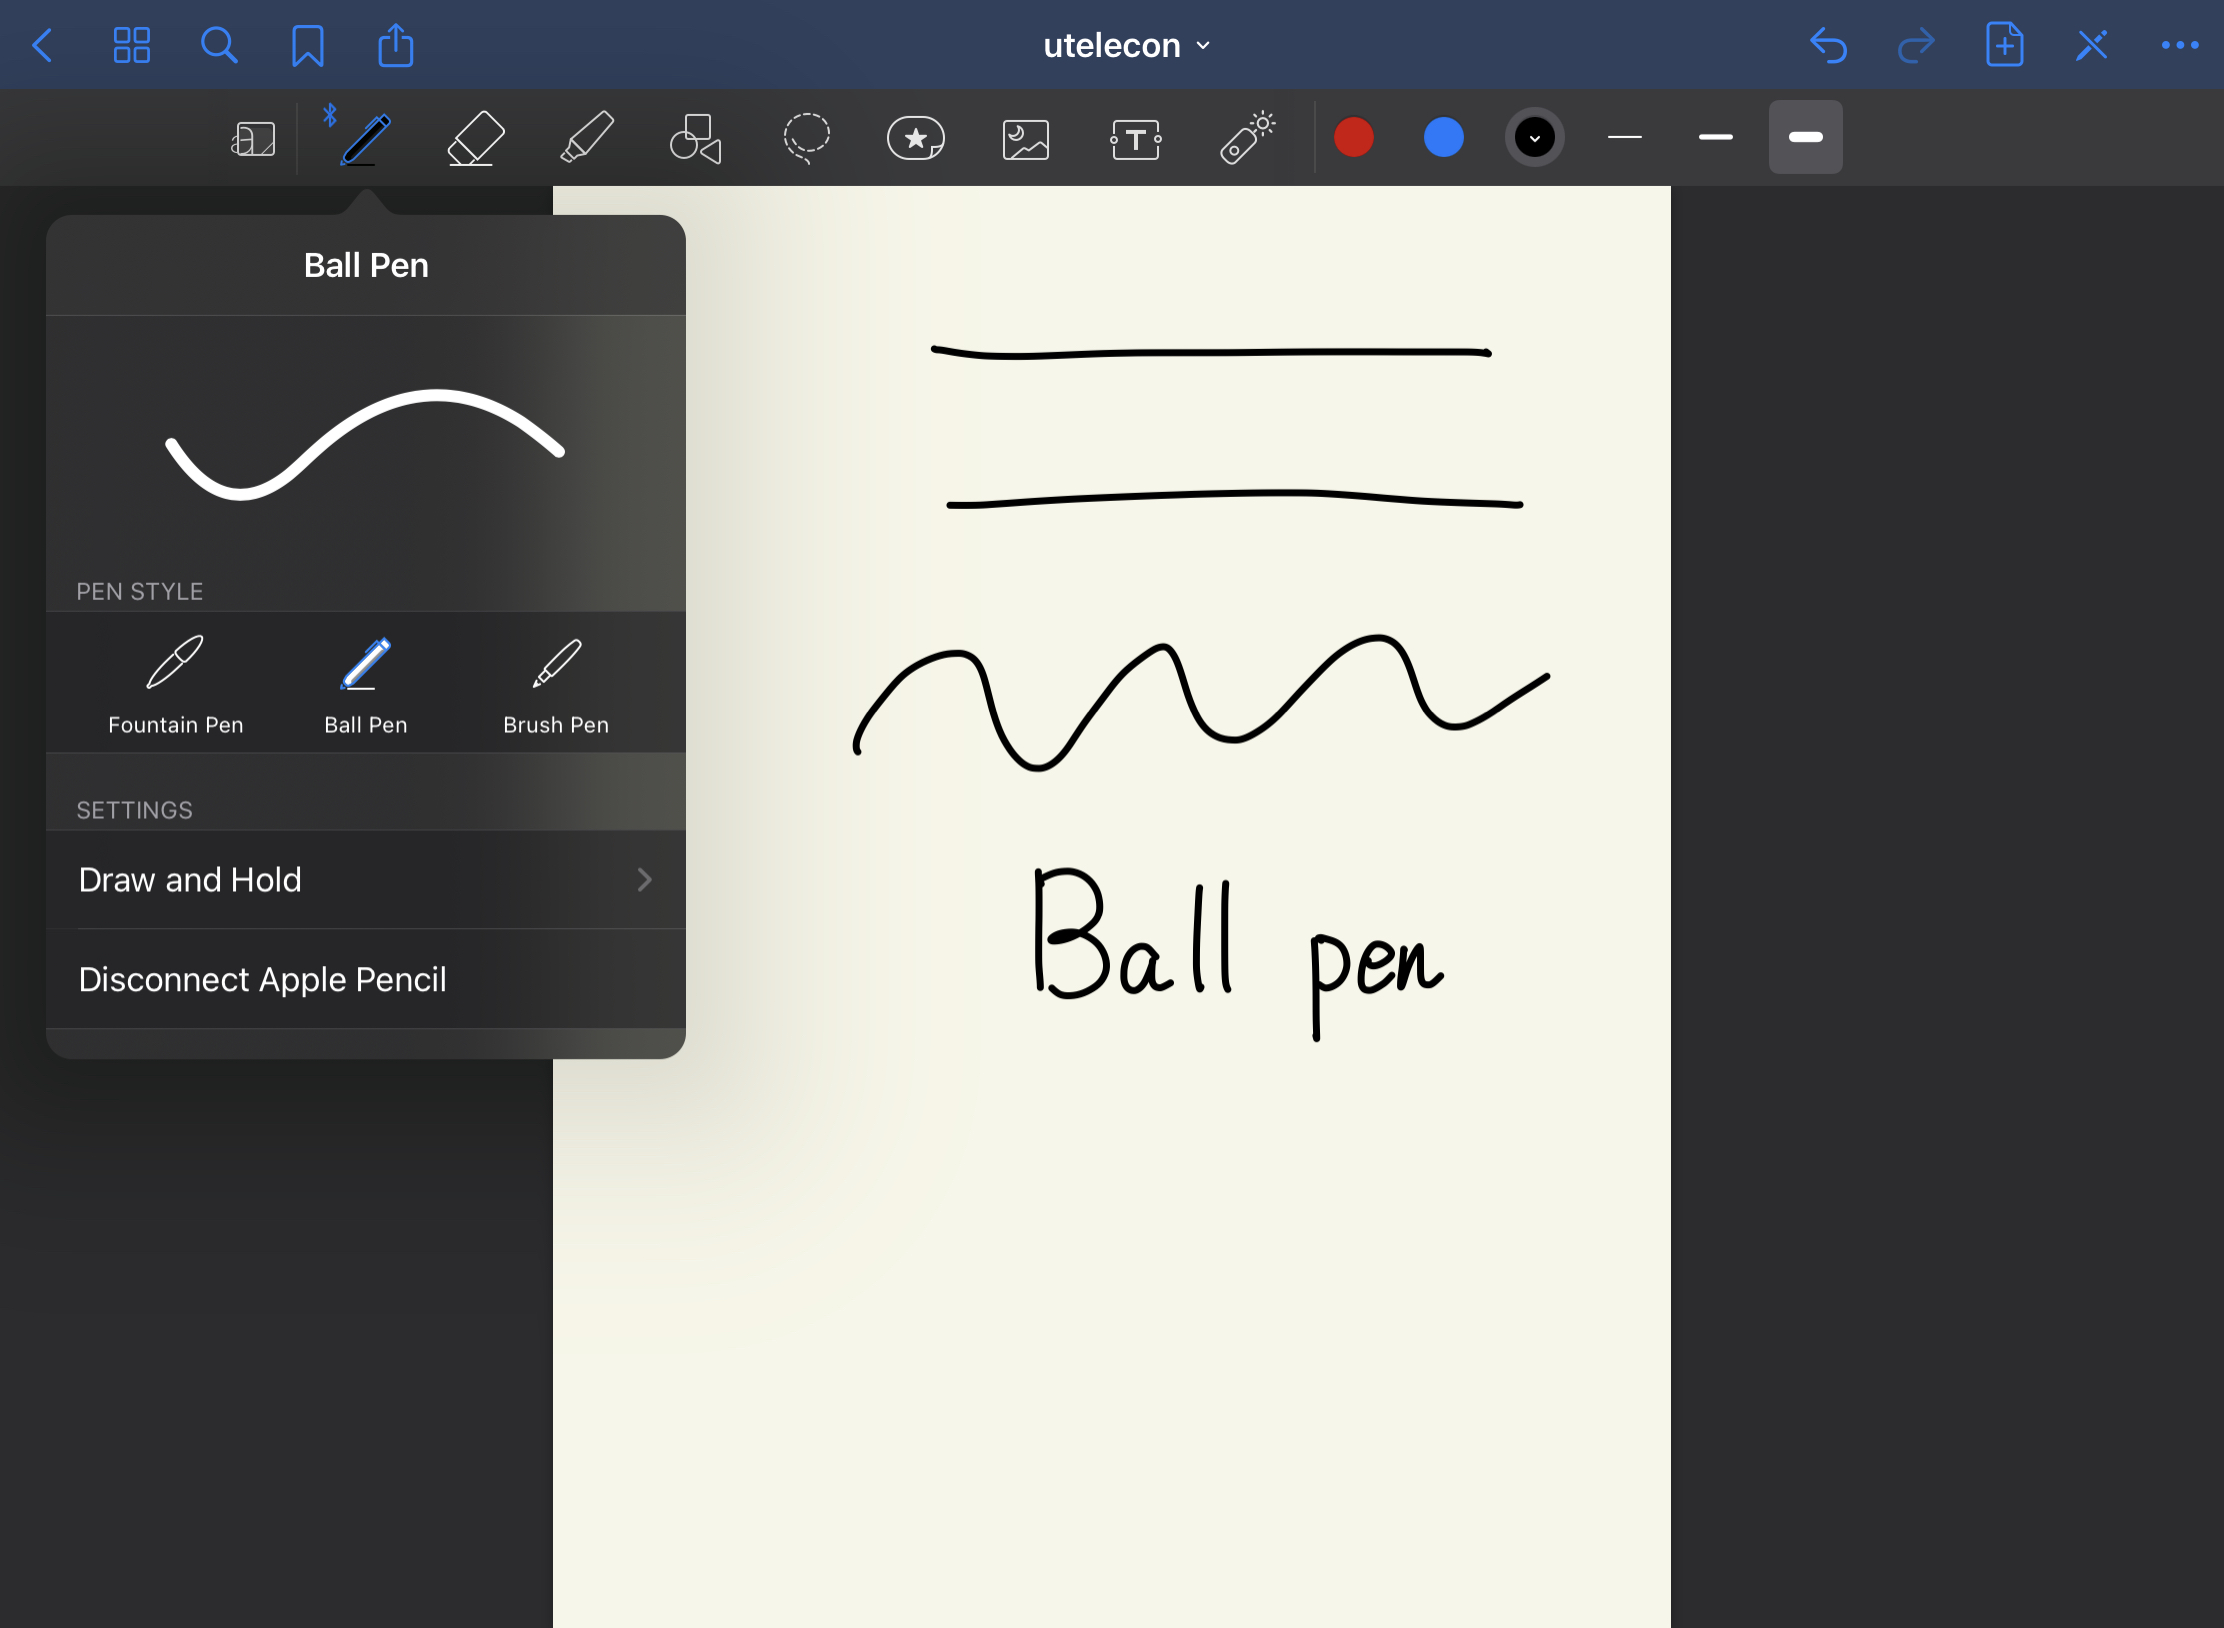 utelecon
Ball Pen
PEN STYLE
Fountain Pen
Ball Pen
Brush Pen
SETTINGS
Draw and Hold
Disconnect Apple Pencil
Ball pen